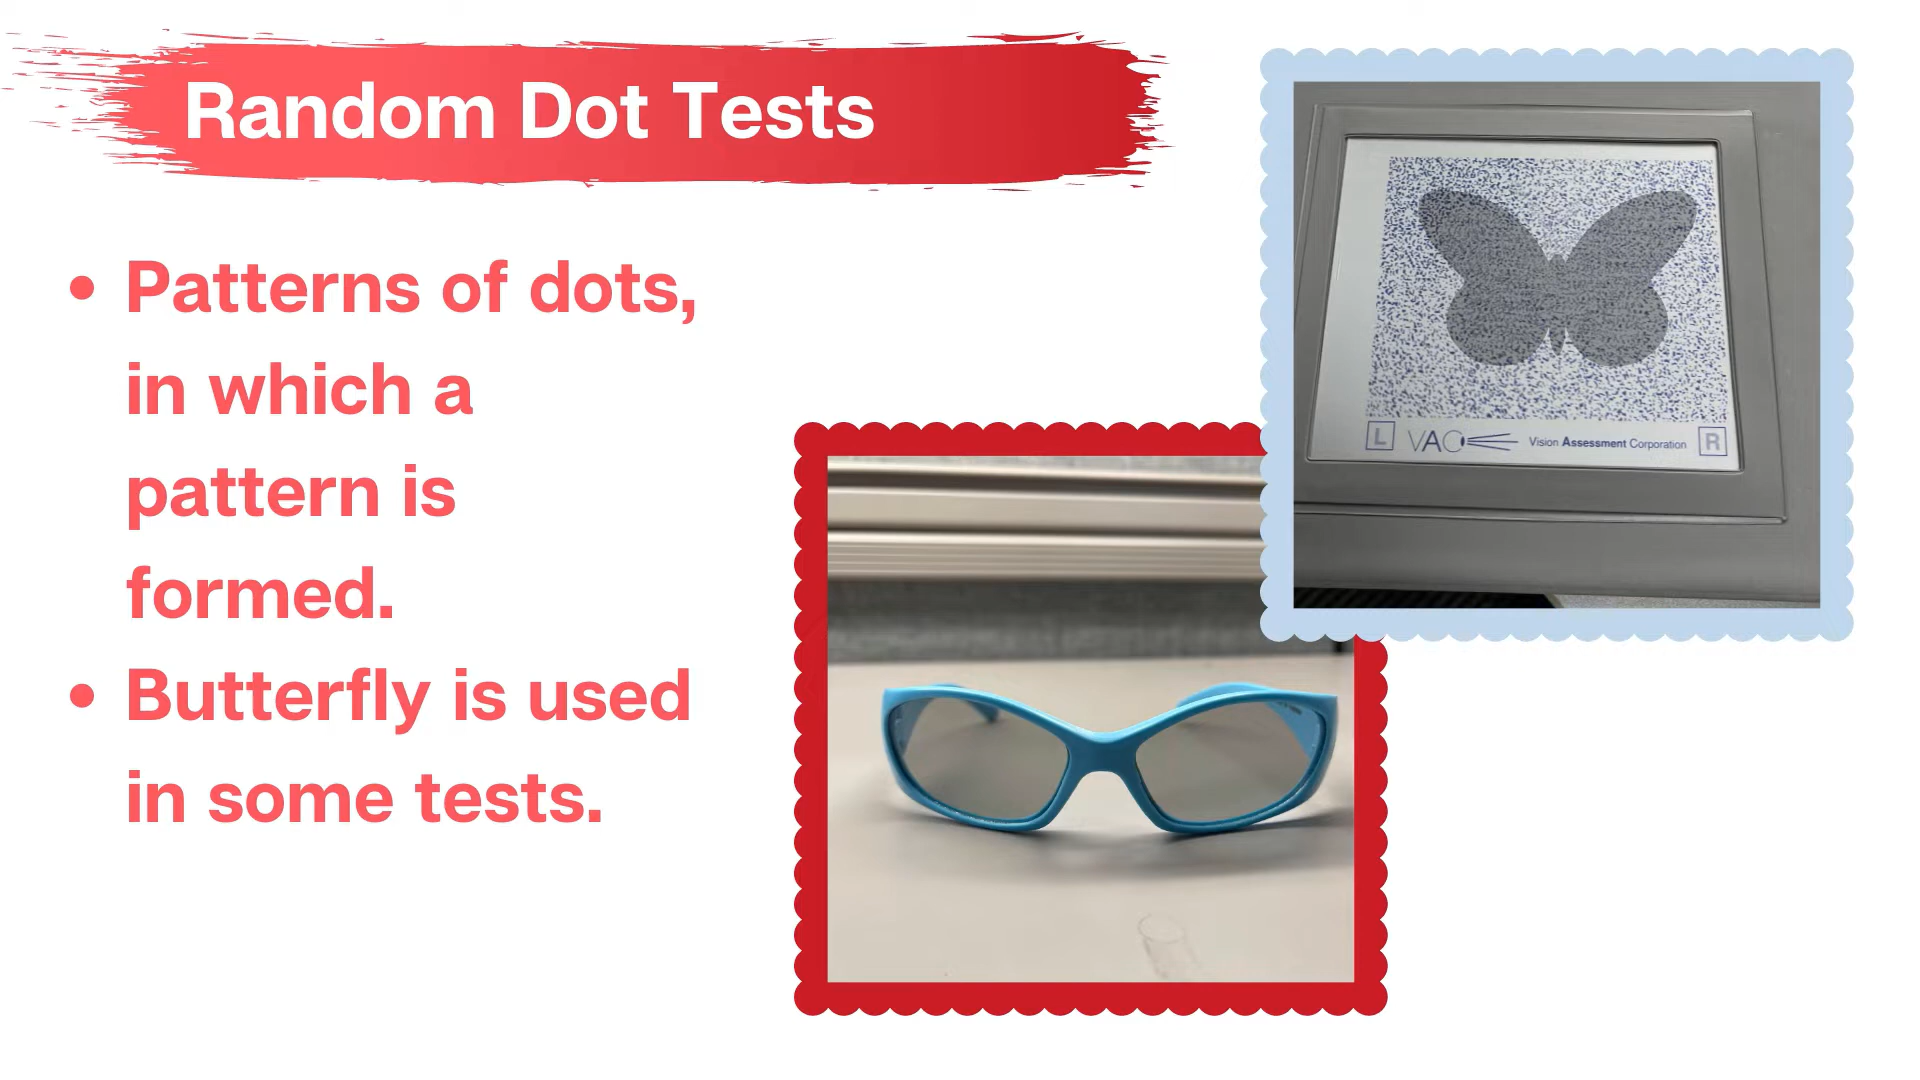 Random Dot Tests
• Patterns of dots,
in which a
pattern is
formed.
• Butterfly is used
in some tests.
L VAC Vision Assessment Corporation R